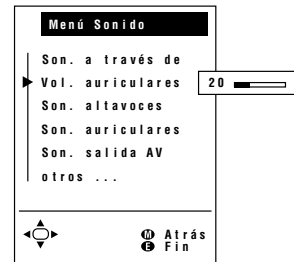 Menú Sonido
Son. a través de
Vol. auriculares 20
Son. altavoces
Son. auriculares
Son. salida AV
otros ...
M Atrás
E Fin